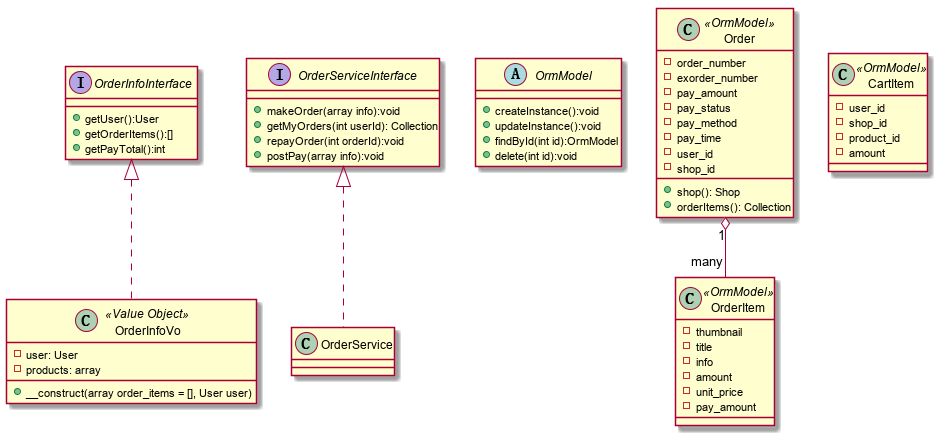 I OrderInfoInterface
getUser():User
getOrderItems():[]
getPayTotal():int
I OrderServiceInterface
makeOrder(array info):void
getMyOrders(int userId): Collection
repayOrder(int orderId):void
postPay(array info):void
A OrmModel
createInstance():void
updateInstance():void
findById(int id):OrmModel
delete(int id):void
C «OrmModel»
Order
order_number
exorder_number
pay_amount
pay_status
pay_method
pay_time
user_id
shop_id
shop(): Shop
orderItems(): Collection
C «OrmModel»
CartItem
user_id
shop_id
product_id
amount
1
many
C «Value Object»
OrderInfoVo
user: User
products: array
__construct(array order_items = [], User user)
C OrderService
C «OrmModel»
OrderItem
thumbnail
title
info
amount
unit_price
pay_amount